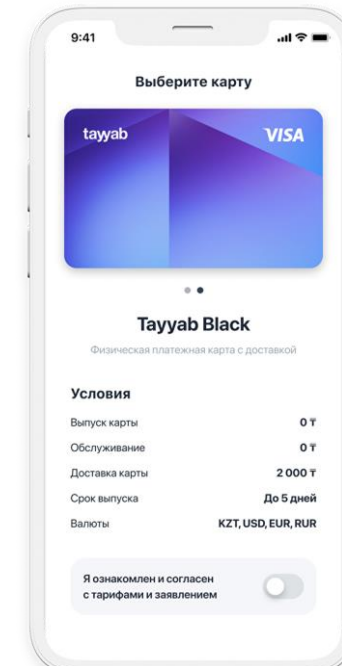 9:41
Выберите карту
tayyab VISA
Tayyab Black
Физическая платежная карта с доставкой
Условия
Выпуск карты 0 ₸
Обслуживание 0 ₸
Доставка карты 2 000 ₸
Срок выпуска До 5 дней
Валюты KZT, USD, EUR, RUR
Я ознакомлен и согласен
с тарифами и заявлением